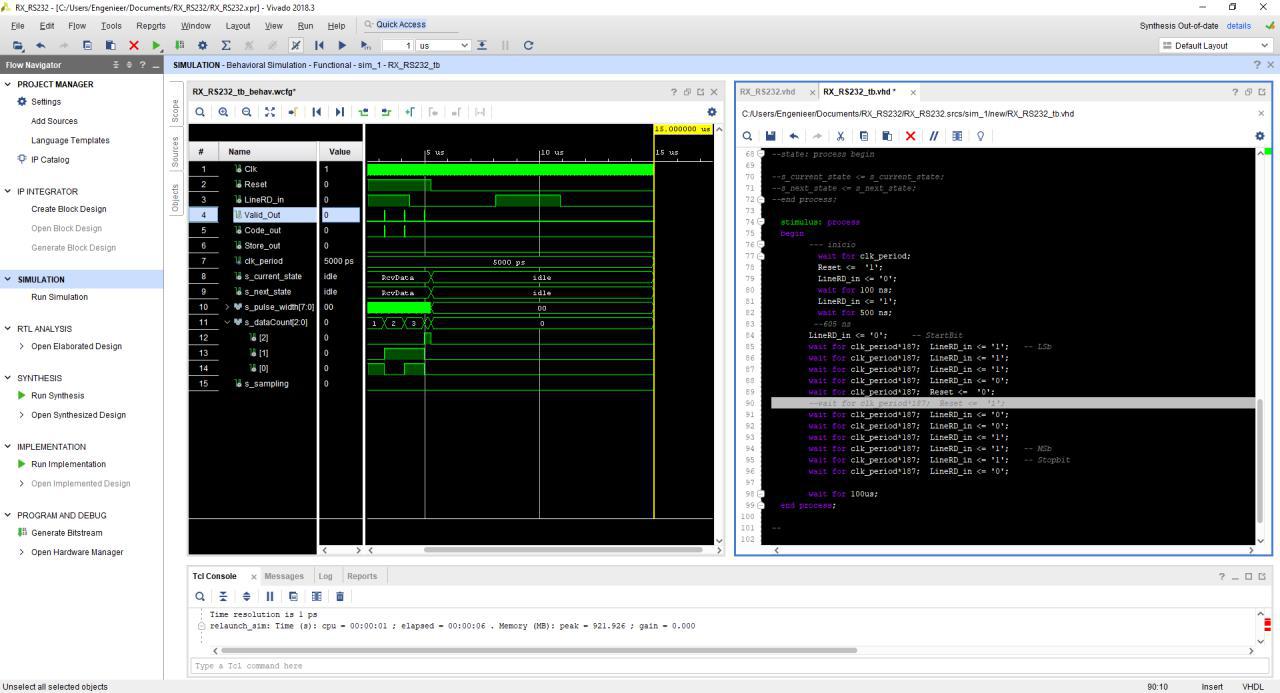 RX_RS232 - [C:/Users/Engenieer/Documents/RX_RS232/RX_RS232.xpr] - Vivado 2018.3
File Edit Flow Tools Reports Window Layout View Run Help Quick Access
Synthesis Out-of-date details
1 us Default Layout
Flow Navigator
SIMULATION - Behavioral Simulation - Functional - sim_1 - RX_RS232_tb
PROJECT MANAGER
Settings
Add Sources
Language Templates
IP Catalog
IP INTEGRATOR
Create Block Design
Open Block Design
Generate Block Design
SIMULATION
Run Simulation
RTL ANALYSIS
Open Elaborated Design
SYNTHESIS
Run Synthesis
Open Synthesized Design
IMPLEMENTATION
Run Implementation
Open Implemented Design
PROGRAM AND DEBUG
Generate Bitstream
Open Hardware Manager
Scope
Sources
Objects
RX_RS232_tb_behav.wcfg*
15.000000 us
# Name Value 5 us 10 us 15 us
1 Clk 1
2 Reset 0
3 LineRD_in 0
4 Valid_Out 0
5 Code_out 0
6 Store_out 0
7 clk_period 5000 ps 5000 ps
8 s_current_state idle RcvData idle
9 s_next_state idle RcvData idle
10 s_pulse_width[7:0] 00 00
11 s_dataCount[2:0] 0 1 2 3 0
12 [2] 0
13 [1] 0
14 [0] 0
15 s_sampling 0
RX_RS232.vhd RX_RS232_tb.vhd *
C:/Users/Engenieer/Documents/RX_RS232/RX_RS232.srcs/sim_1/new/RX_RS232_tb.vhd
68 --state: process begin
69
70 --s_current_state <= s_current_state;
71 --s_next_state <= s_next_state;
72 --end process;
73
74 stimulus: process
75 begin
76 --- inicio
77 wait for clk_period;
78 Reset <= '1';
79 LineRD_in <= '0';
80 wait for 100 ns;
81 LineRD_in <= '1';
82 wait for 500 ns;
83 --605 ns
84 LineRD_in <= '0'; -- StartBit
85 wait for clk_period*187; LineRD_in <= '1'; -- LSb
86 wait for clk_period*187; LineRD_in <= '1';
87 wait for clk_period*187; LineRD_in <= '1';
88 wait for clk_period*187; LineRD_in <= '0';
89 wait for clk_period*187; Reset <= '0';
90 --wait for clk_period*187; Reset <= '1';
91 wait for clk_period*187; LineRD_in <= '0';
92 wait for clk_period*187; LineRD_in <= '0';
93 wait for clk_period*187; LineRD_in <= '1';
94 wait for clk_period*187; LineRD_in <= '1'; -- MSb
95 wait for clk_period*187; LineRD_in <= '1'; -- Stopbit
96 wait for clk_period*187; LineRD_in <= '0';
97
98 wait for 100us;
99 end process;
100
101 --
102
Tcl Console Messages Log Reports
Time resolution is 1 ps
relaunch_sim: Time (s): cpu = 00:00:01 ; elapsed = 00:00:06 . Memory (MB): peak = 921.926 ; gain = 0.000
Type a Tcl command here
Unselect all selected objects 90:10 Insert VHDL